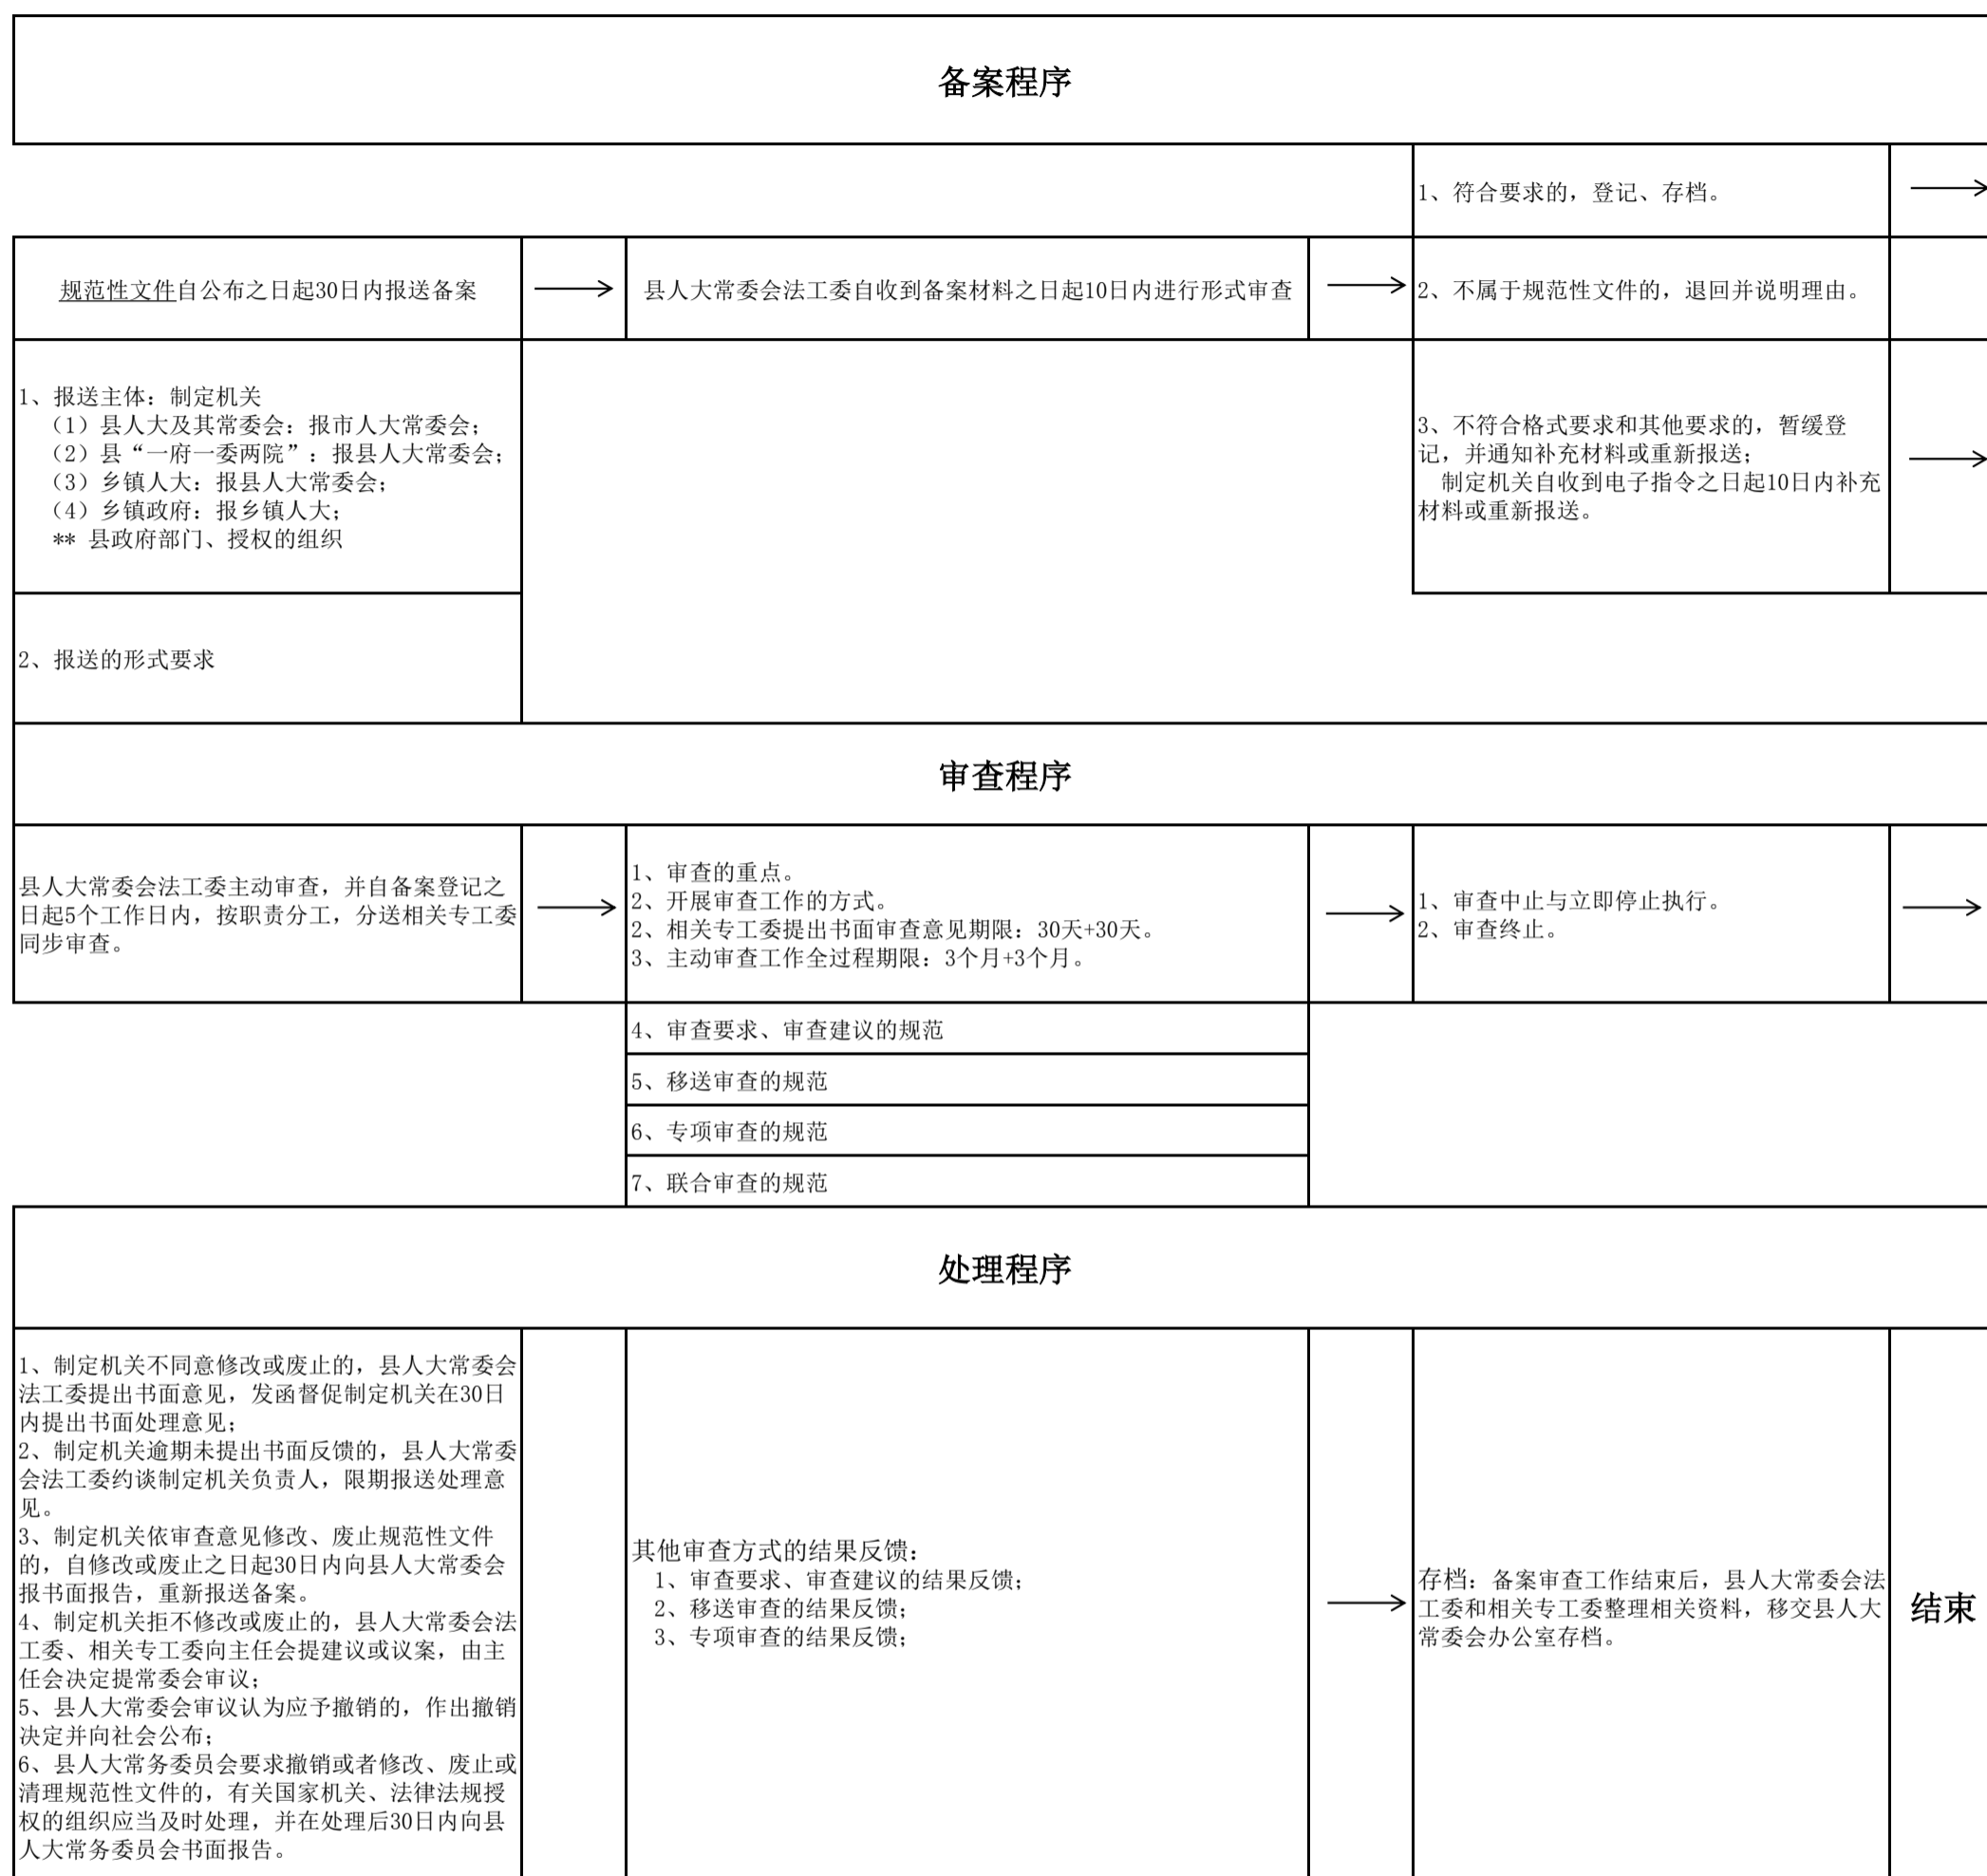 备案程序
1、符合要求的，登记、存档。
规范性文件自公布之日起30日内报送备案
县人大常委会法工委自收到备案材料之日起10日内进行形式审查
2、不属于规范性文件的，退回并说明理由。
1、报送主体：制定机关
（1）县人大及其常委会：报市人大常委会；
（2）县“一府一委两院”：报县人大常委会；
（3）乡镇人大：报县人大常委会；
（4）乡镇政府：报乡镇人大；
** 县政府部门、授权的组织
3、不符合格式要求和其他要求的，暂缓登
记，并通知补充材料或重新报送；
制定机关自收到电子指令之日起10日内补充
材料或重新报送。
2、报送的形式要求
审查程序
县人大常委会法工委主动审查，并自备案登记之
日起5个工作日内，按职责分工，分送相关专工委
同步审查。
1、审查的重点。
2、开展审查工作的方式。
2、相关专工委提出书面审查意见期限：30天+30天。
3、主动审查工作全过程期限：3个月+3个月。
1、审查中止与立即停止执行。
2、审查终止。
4、审查要求、审查建议的规范
5、移送审查的规范
6、专项审查的规范
7、联合审查的规范
处理程序
1、制定机关不同意修改或废止的，县人大常委会
法工委提出书面意见，发函督促制定机关在30日
内提出书面处理意见；
2、制定机关逾期未提出书面反馈的，县人大常委
会法工委约谈制定机关负责人，限期报送处理意
见。
3、制定机关依审查意见修改、废止规范性文件
的，自修改或废止之日起30日内向县人大常委会
报书面报告，重新报送备案。
4、制定机关拒不修改或废止的，县人大常委会法
工委、相关专工委向主任会提建议或议案，由主
任会决定提常委会审议；
5、县人大常委会审议认为应予撤销的，作出撤销
决定并向社会公布；
6、县人大常务委员会要求撤销或者修改、废止或
清理规范性文件的，有关国家机关、法律法规授
权的组织应当及时处理，并在处理后30日内向县
人大常务委员会书面报告。
其他审查方式的结果反馈：
1、审查要求、审查建议的结果反馈；
2、移送审查的结果反馈；
3、专项审查的结果反馈；
存档：备案审查工作结束后，县人大常委会法
工委和相关专工委整理相关资料，移交县人大
常委会办公室存档。
结束